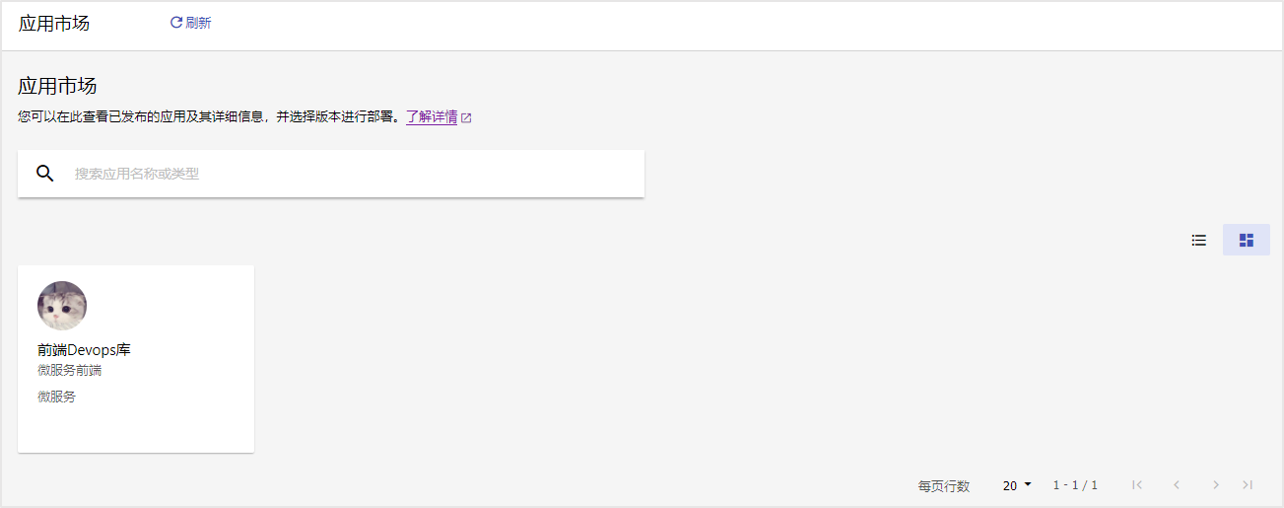 应用市场
刷新
应用市场
您可以在此查看已发布的应用及其详细信息，并选择版本进行部署。了解详情
搜索应用名称或类型
前端Devops库
微服务前端
微服务
每页行数 20 1 - 1 / 1